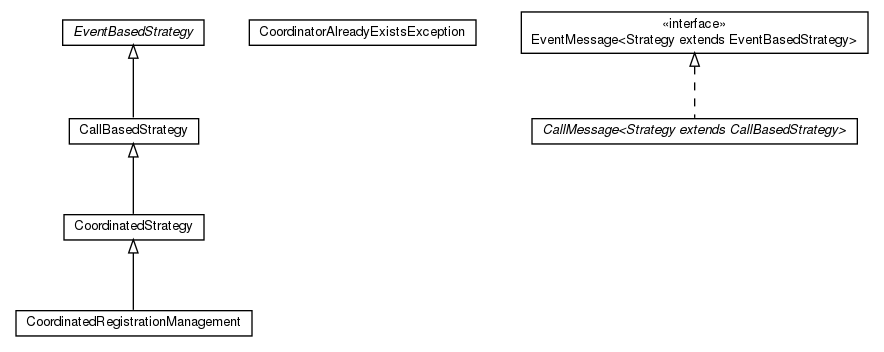 EventBasedStrategy
CoordinatorAlreadyExistsException
«interface»
EventMessage<Strategy extends EventBasedStrategy>
CallBasedStrategy
CallMessage<Strategy extends CallBasedStrategy>
CoordinatedStrategy
CoordinatedRegistrationManagement